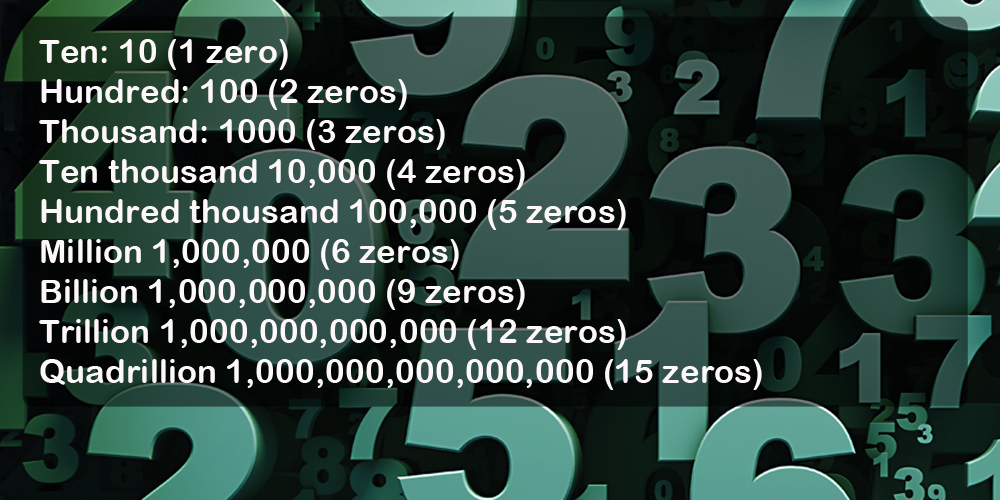 Ten: 10 (1 zero)
Hundred: 100 (2 zeros)
Thousand: 1000 (3 zeros)
Ten thousand 10,000 (4 zeros)
Hundred thousand 100,000 (5 zeros)
Million 1,000,000 (6 zeros)
Billion 1,000,000,000 (9 zeros)
Trillion 1,000,000,000,000 (12 zeros)
Quadrillion 1,000,000,000,000,000 (15 zeros)